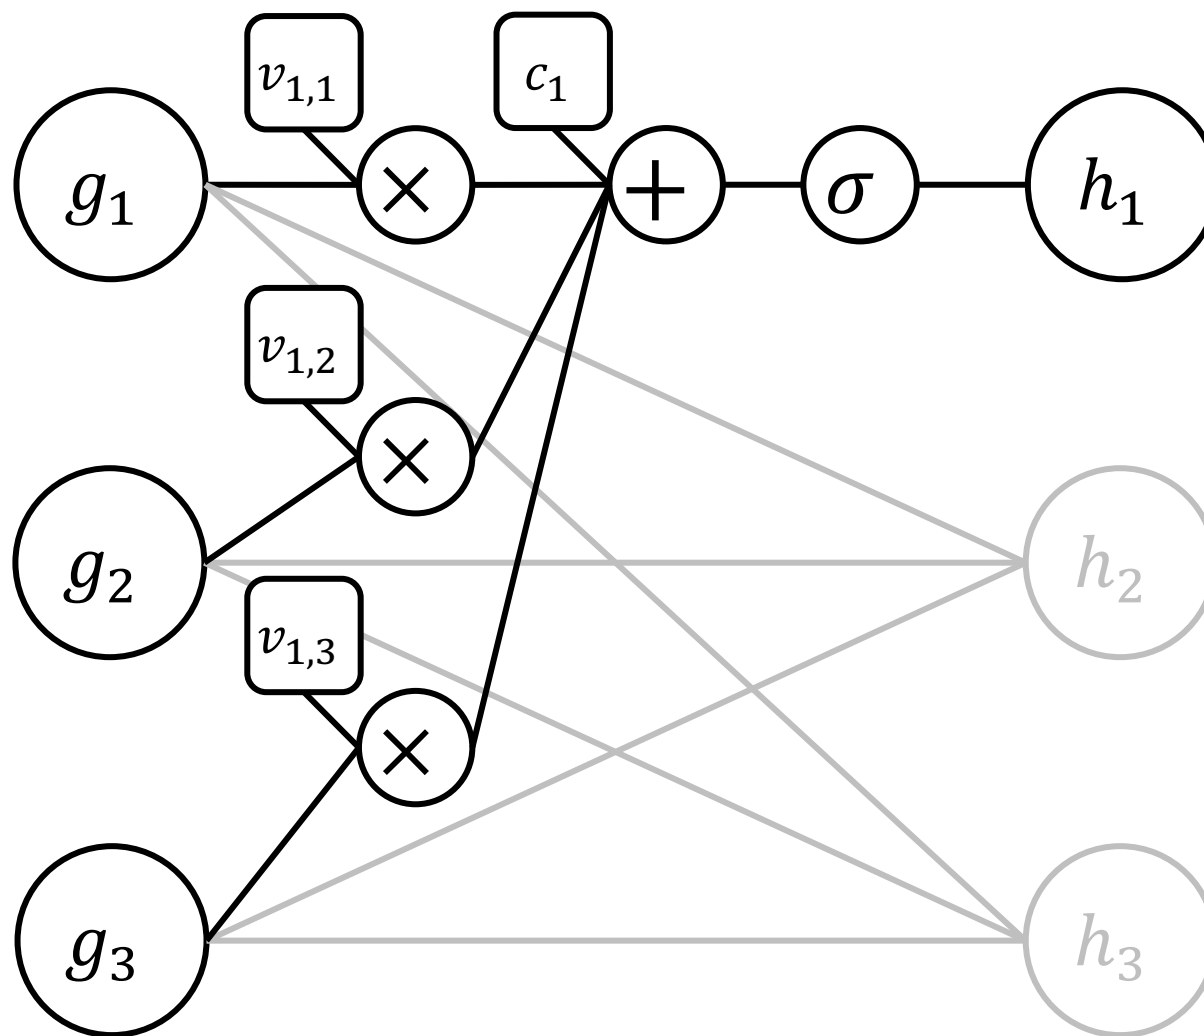 v₁,₁
c₁
g₁
×
+
σ
h₁
v₁,₂
×
g₂
h₂
v₁,₃
×
g₃
h₃